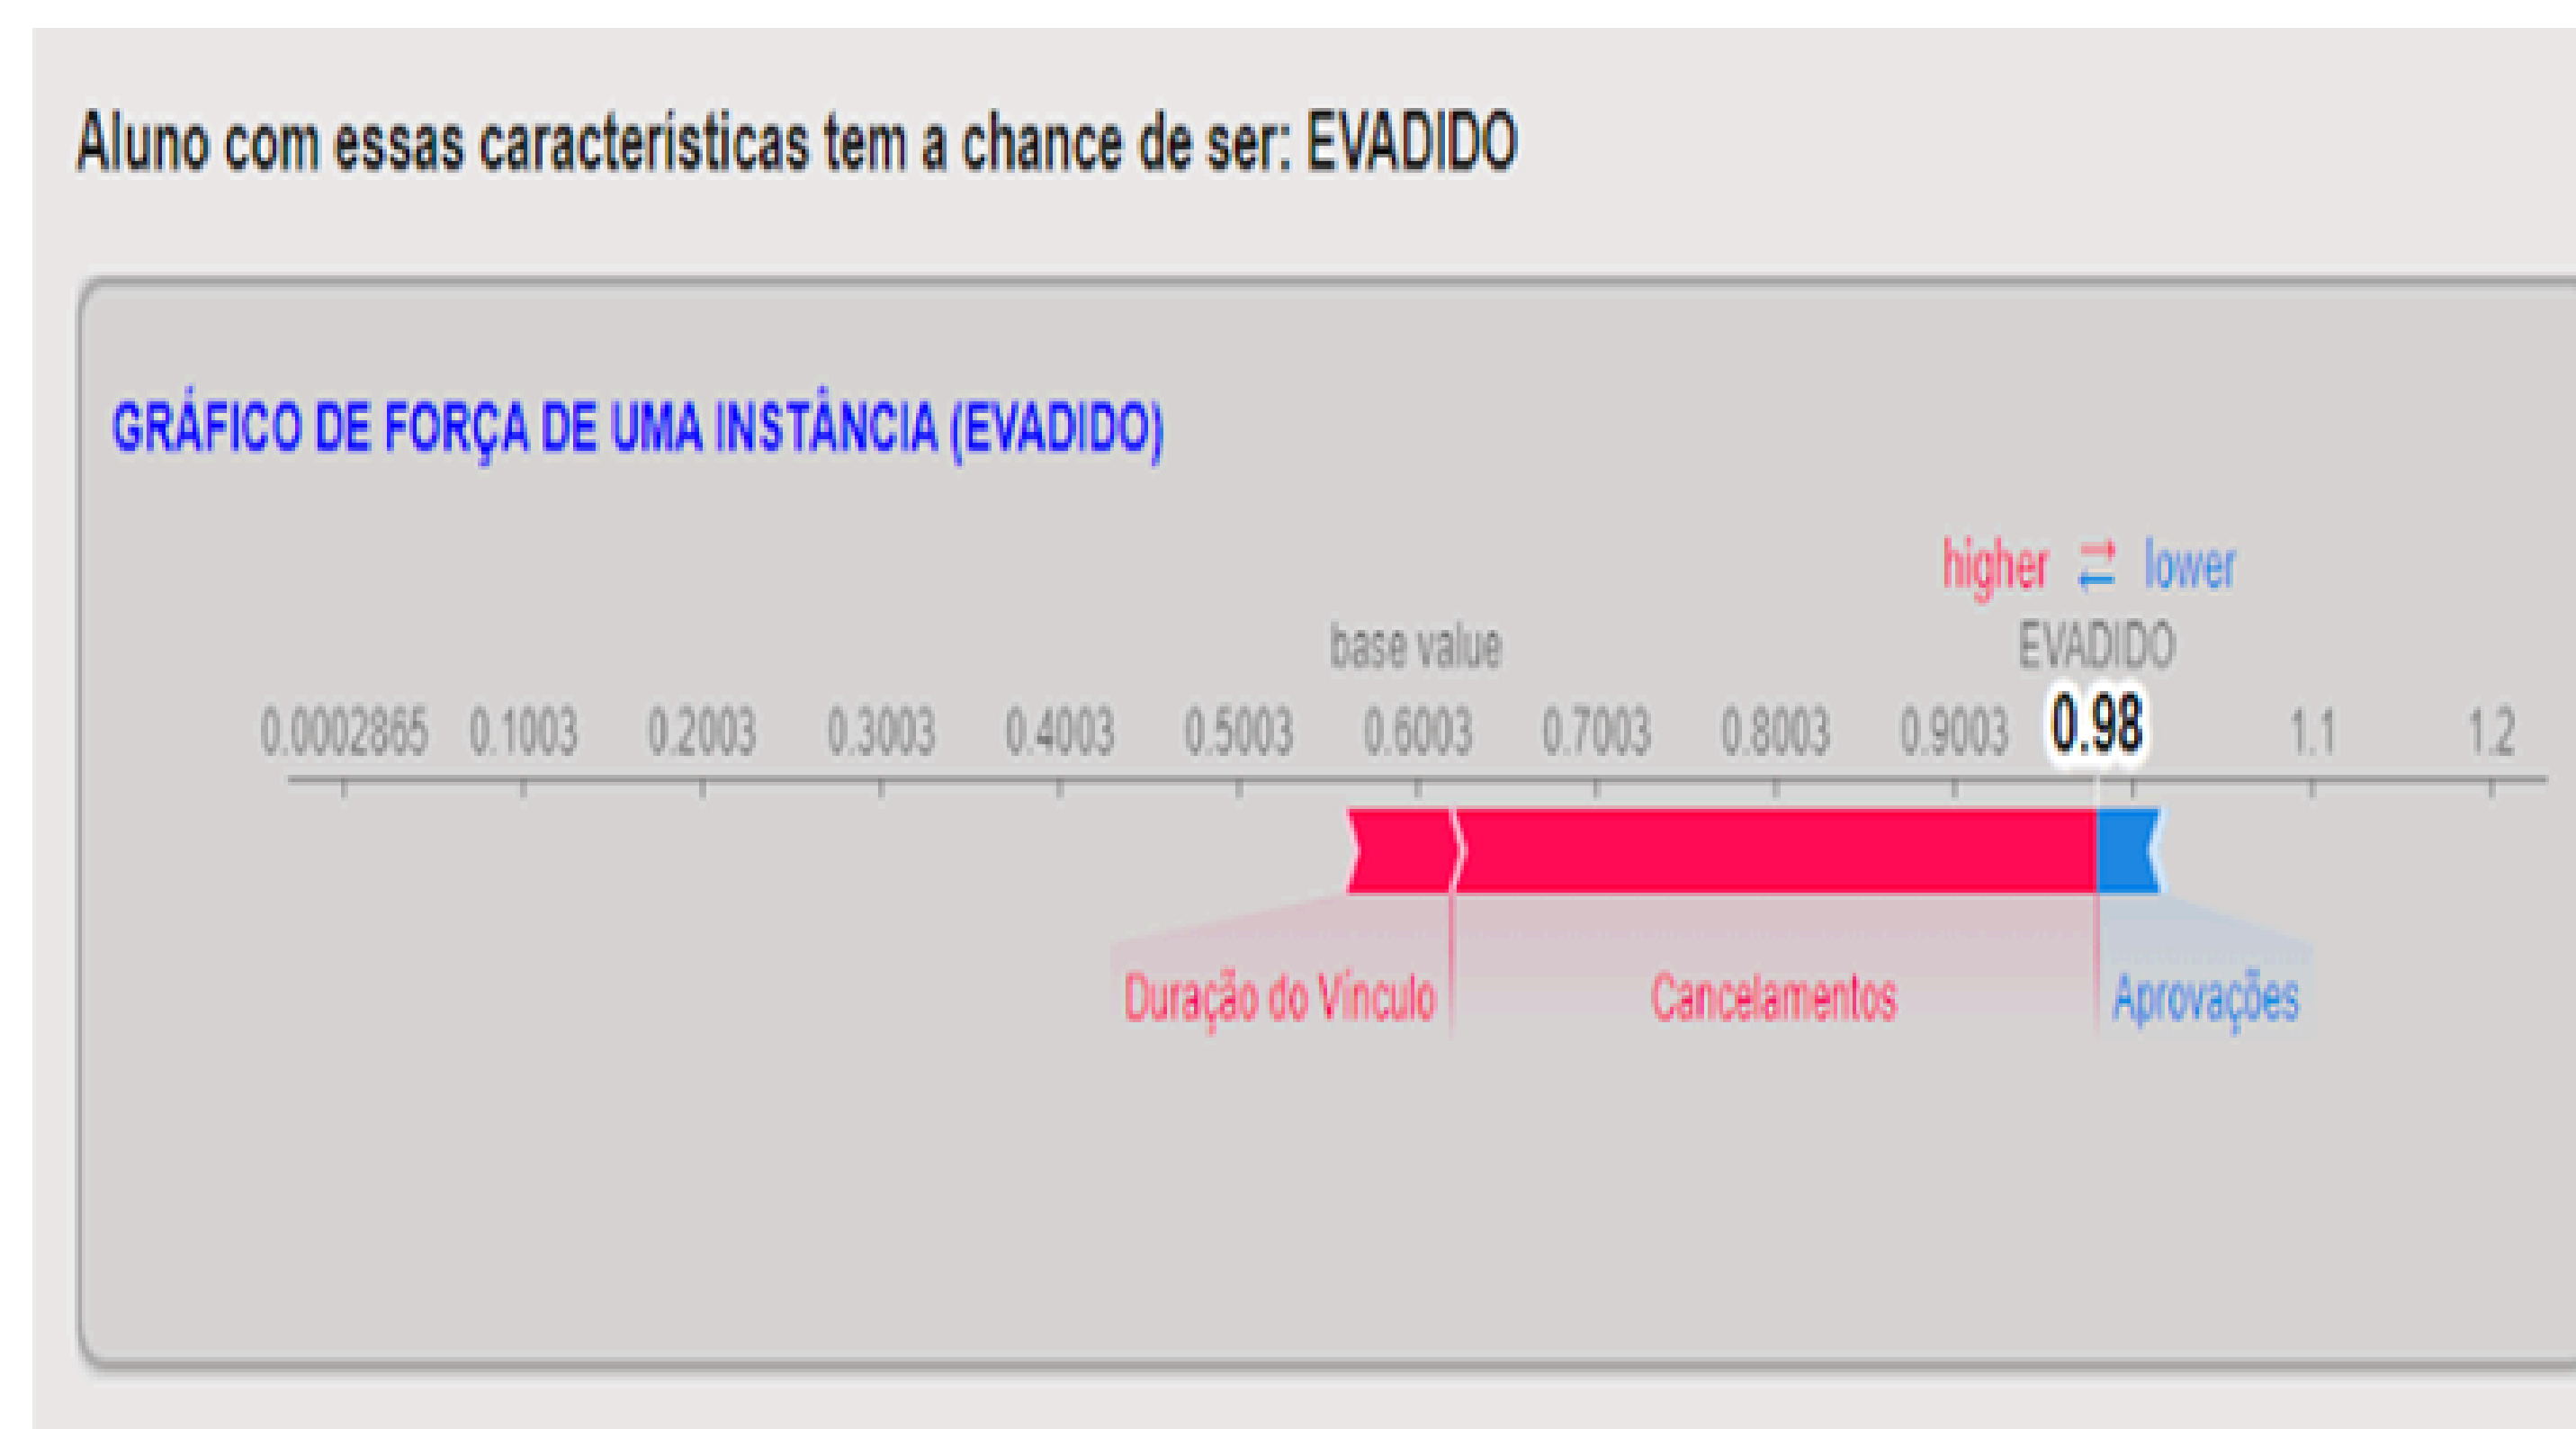 Aluno com essas características tem a chance de ser: EVADIDO
GRÁFICO DE FORÇA DE UMA INSTÂNCIA (EVADIDO)
higher ⇄ lower
base value EVADIDO
0.0002865 0.1003 0.2003 0.3003 0.4003 0.5003 0.6003 0.7003 0.8003 0.9003 0.98 1.1 1.2
Duração do Vínculo Cancelamentos Aprovações